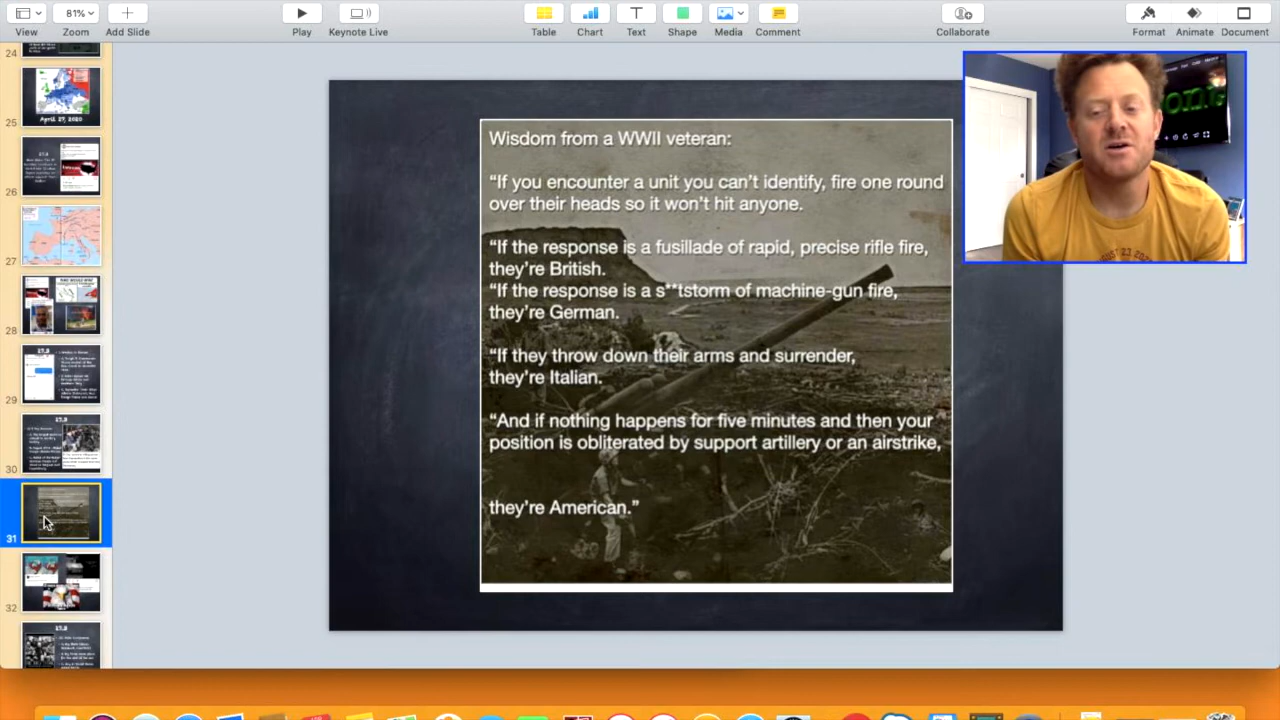 81%
View
Zoom
Add Slide
Play
Keynote Live
Table
Chart
Text
Shape
Media
Comment
Collaborate
Format
Animate
Document
24
25
April 27, 2020
26
27
28
29
30
31
32
Wisdom from a WWII veteran:
“If you encounter a unit you can’t identify, fire one round
over their heads so it won’t hit anyone.
“If the response is a fusillade of rapid, precise rifle fire,
they’re British.
“If the response is a s**tstorm of machine-gun fire,
they’re German.
“If they throw down their arms and surrender,
they’re Italian.
“And if nothing happens for five minutes and then your
position is obliterated by support artillery or an airstrike,
they’re American.”